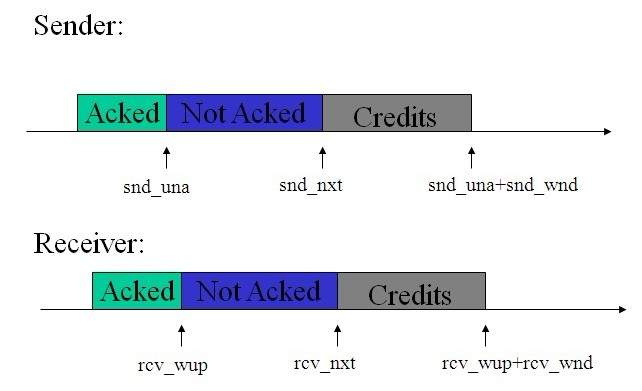 Sender:
Acked Not Acked Credits
snd_una snd_nxt snd_una+snd_wnd
Receiver:
Acked Not Acked Credits
rcv_wup rcv_nxt rcv_wup+rcv_wnd